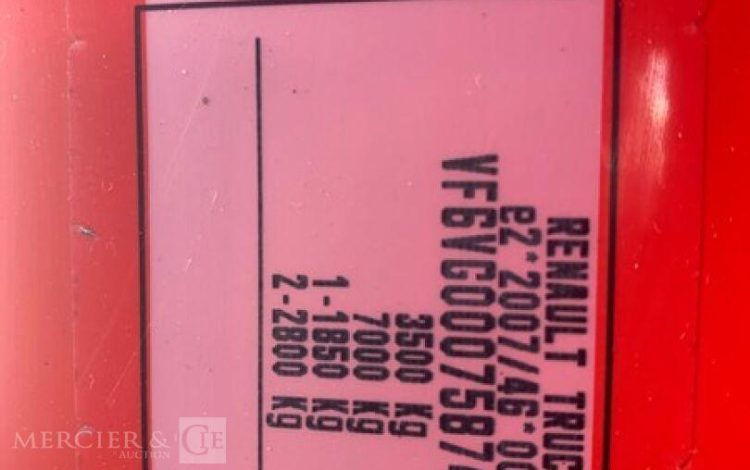 RENAULT TRUC
e2*2007/46*00
VF6VG000075877
3500 kg
7000 kg
1-1850 kg
2-2800 kg
MERCIER & CIE
AUCTION